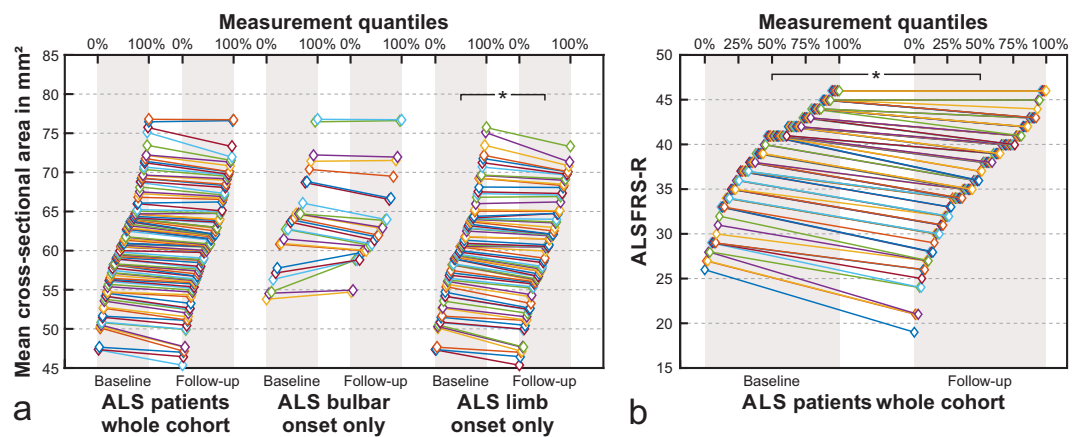 Measurement quantiles
0% 100% 0% 100% 0% 100% 0% 100% 0% 100% 0% 100%
Mean cross-sectional area in mm²
85
80
75
70
65
60
55
50
45
*
Baseline Follow-up Baseline Follow-up Baseline Follow-up
ALS patients whole cohort
ALS bulbar onset only
ALS limb onset only
a
Measurement quantiles
0% 25% 50% 75% 100% 0% 25% 50% 75% 100%
ALSFRS-R
50
45
40
35
30
25
20
15
*
Baseline Follow-up
ALS patients whole cohort
b